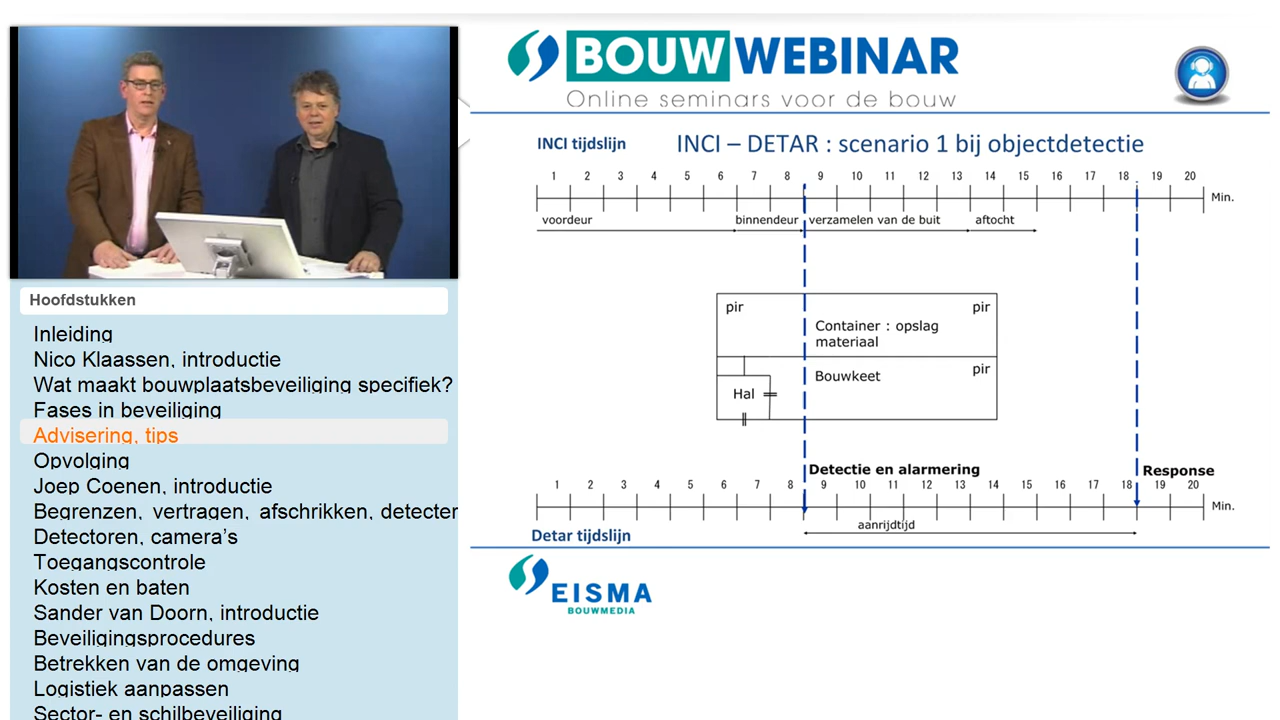 BOUW WEBINAR
Online seminars voor de bouw
INCI tijdslijn
INCI – DETAR : scenario 1 bij objectdetectie
1 2 3 4 5 6 7 8 9 10 11 12 13 14 15 16 17 18 19 20
Min.
voordeur binnendeur verzamelen van de buit aftocht
pir pir
Container : opslag
materiaal
pir
Bouwkeet
Hal
Detectie en alarmering Response
1 2 3 4 5 6 7 8 9 10 11 12 13 14 15 16 17 18 19 20
Min.
aanrijdtijd
Detar tijdslijn
EISMA
BOUWMEDIA
Hoofdstukken
Inleiding
Nico Klaassen, introductie
Wat maakt bouwplaatsbeveiliging specifiek?
Fases in beveiliging
Advisering, tips
Opvolging
Joep Coenen, introductie
Begrenzen, vertragen, afschrikken, detecter
Detectoren, camera's
Toegangscontrole
Kosten en baten
Sander van Doorn, introductie
Beveiligingsprocedures
Betrekken van de omgeving
Logistiek aanpassen
Sector- en schilbeveiliging